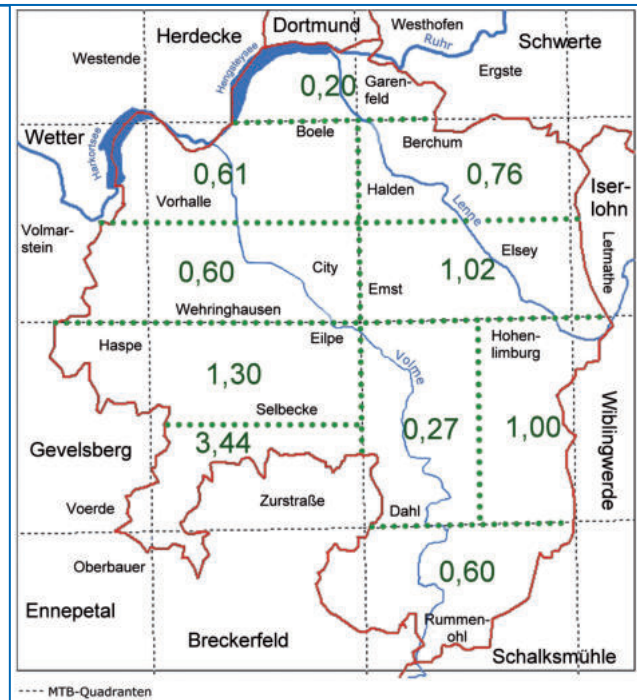 Dortmund
Herdecke
Westhofen
Schwerte
Ruhr
Westende
Hengsteysee
Ergste
0,20
Garen-
feld
Wetter
Harkortsee
Boele
Berchum
0,61
0,76
Iser-
lohn
Vorhalle
Halden
Lenne
Volmar-
stein
Letmathe
0,60
City
1,02
Elsey
Emst
Wehringhausen
Haspe
Eilpe
Hohen-
limburg
Volme
1,30
Selbecke
0,27
1,00
Wiblingwerde
Gevelsberg
3,44
Voerde
Zurstraße
Dahl
Oberbauer
0,60
Ennepetal
Breckerfeld
Rummen-
ohl
Schalksmühle
---- MTB-Quadranten